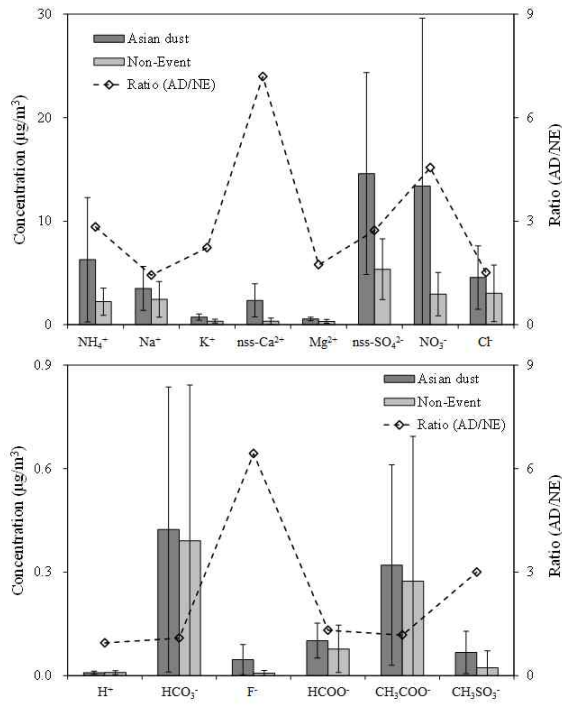 30
20
10
0
Concentration (µg/m³)
Asian dust
Non-Event
Ratio (AD/NE)
9
6
3
0
Ratio (AD/NE)
NH₄⁺ Na⁺ K⁺ nss-Ca²⁺ Mg²⁺ nss-SO₄²⁻ NO₃⁻ Cl⁻
0.9
0.6
0.3
0.0
Concentration (µg/m³)
Asian dust
Non-Event
Ratio (AD/NE)
9
6
3
0
Ratio (AD/NE)
H⁺ HCO₃⁻ F⁻ HCOO⁻ CH₃COO⁻ CH₃SO₃⁻